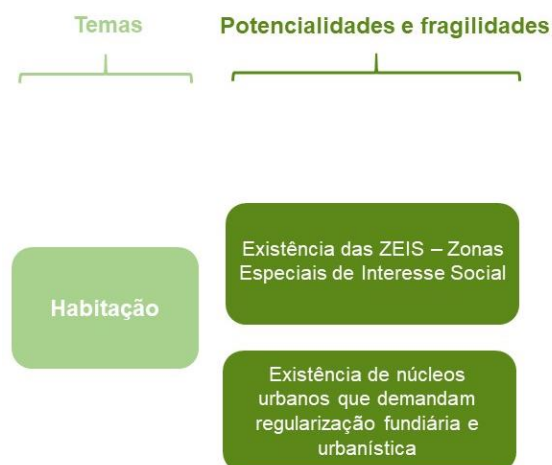 Temas
Potencialidades e fragilidades
Habitação
Existência das ZEIS – Zonas
Especiais de Interesse Social
Existência de núcleos
urbanos que demandam
regularização fundiária e
urbanística